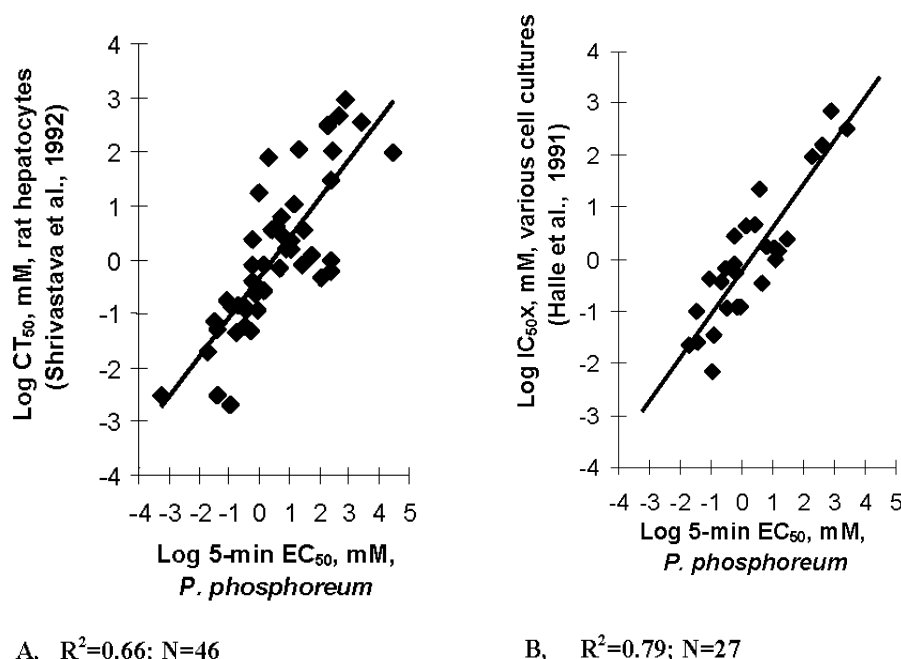 Log CT₅₀, mM, rat hepatocytes
(Shrivastava et al., 1992)
4
3
2
1
0
-1
-2
-3
-4
-4 -3 -2 -1 0 1 2 3 4 5
Log 5-min EC₅₀, mM,
P. phosphoreum
A, R²=0.66; N=46
Log IC₅₀x, mM, various cell cultures
(Halle et al., 1991)
4
3
2
1
0
-1
-2
-3
-4
-4 -3 -2 -1 0 1 2 3 4 5
Log 5-min EC₅₀, mM,
P. phosphoreum
B, R²=0.79; N=27